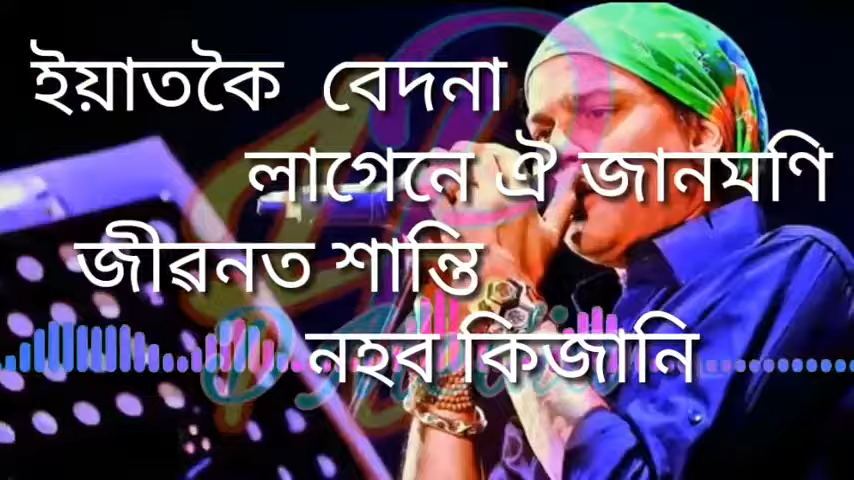 ইয়াতকৈ বেদনা
লাগেনে ঐ জানমণি
জীৱনত শান্তি
নহব কিজানি